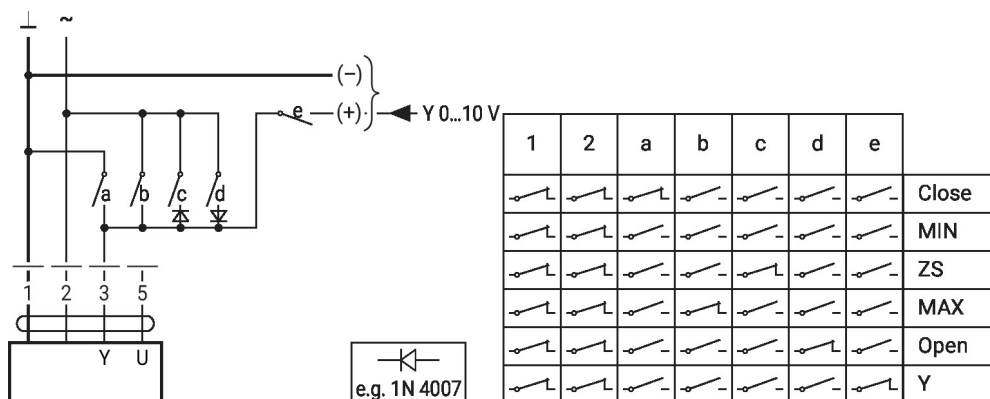 ⊥ ~
(–)
e (+) Y 0...10 V
a b c d
1 2 3 5
Y U
e.g. 1N 4007
1 2 a b c d e
Close
MIN
ZS
MAX
Open
Y